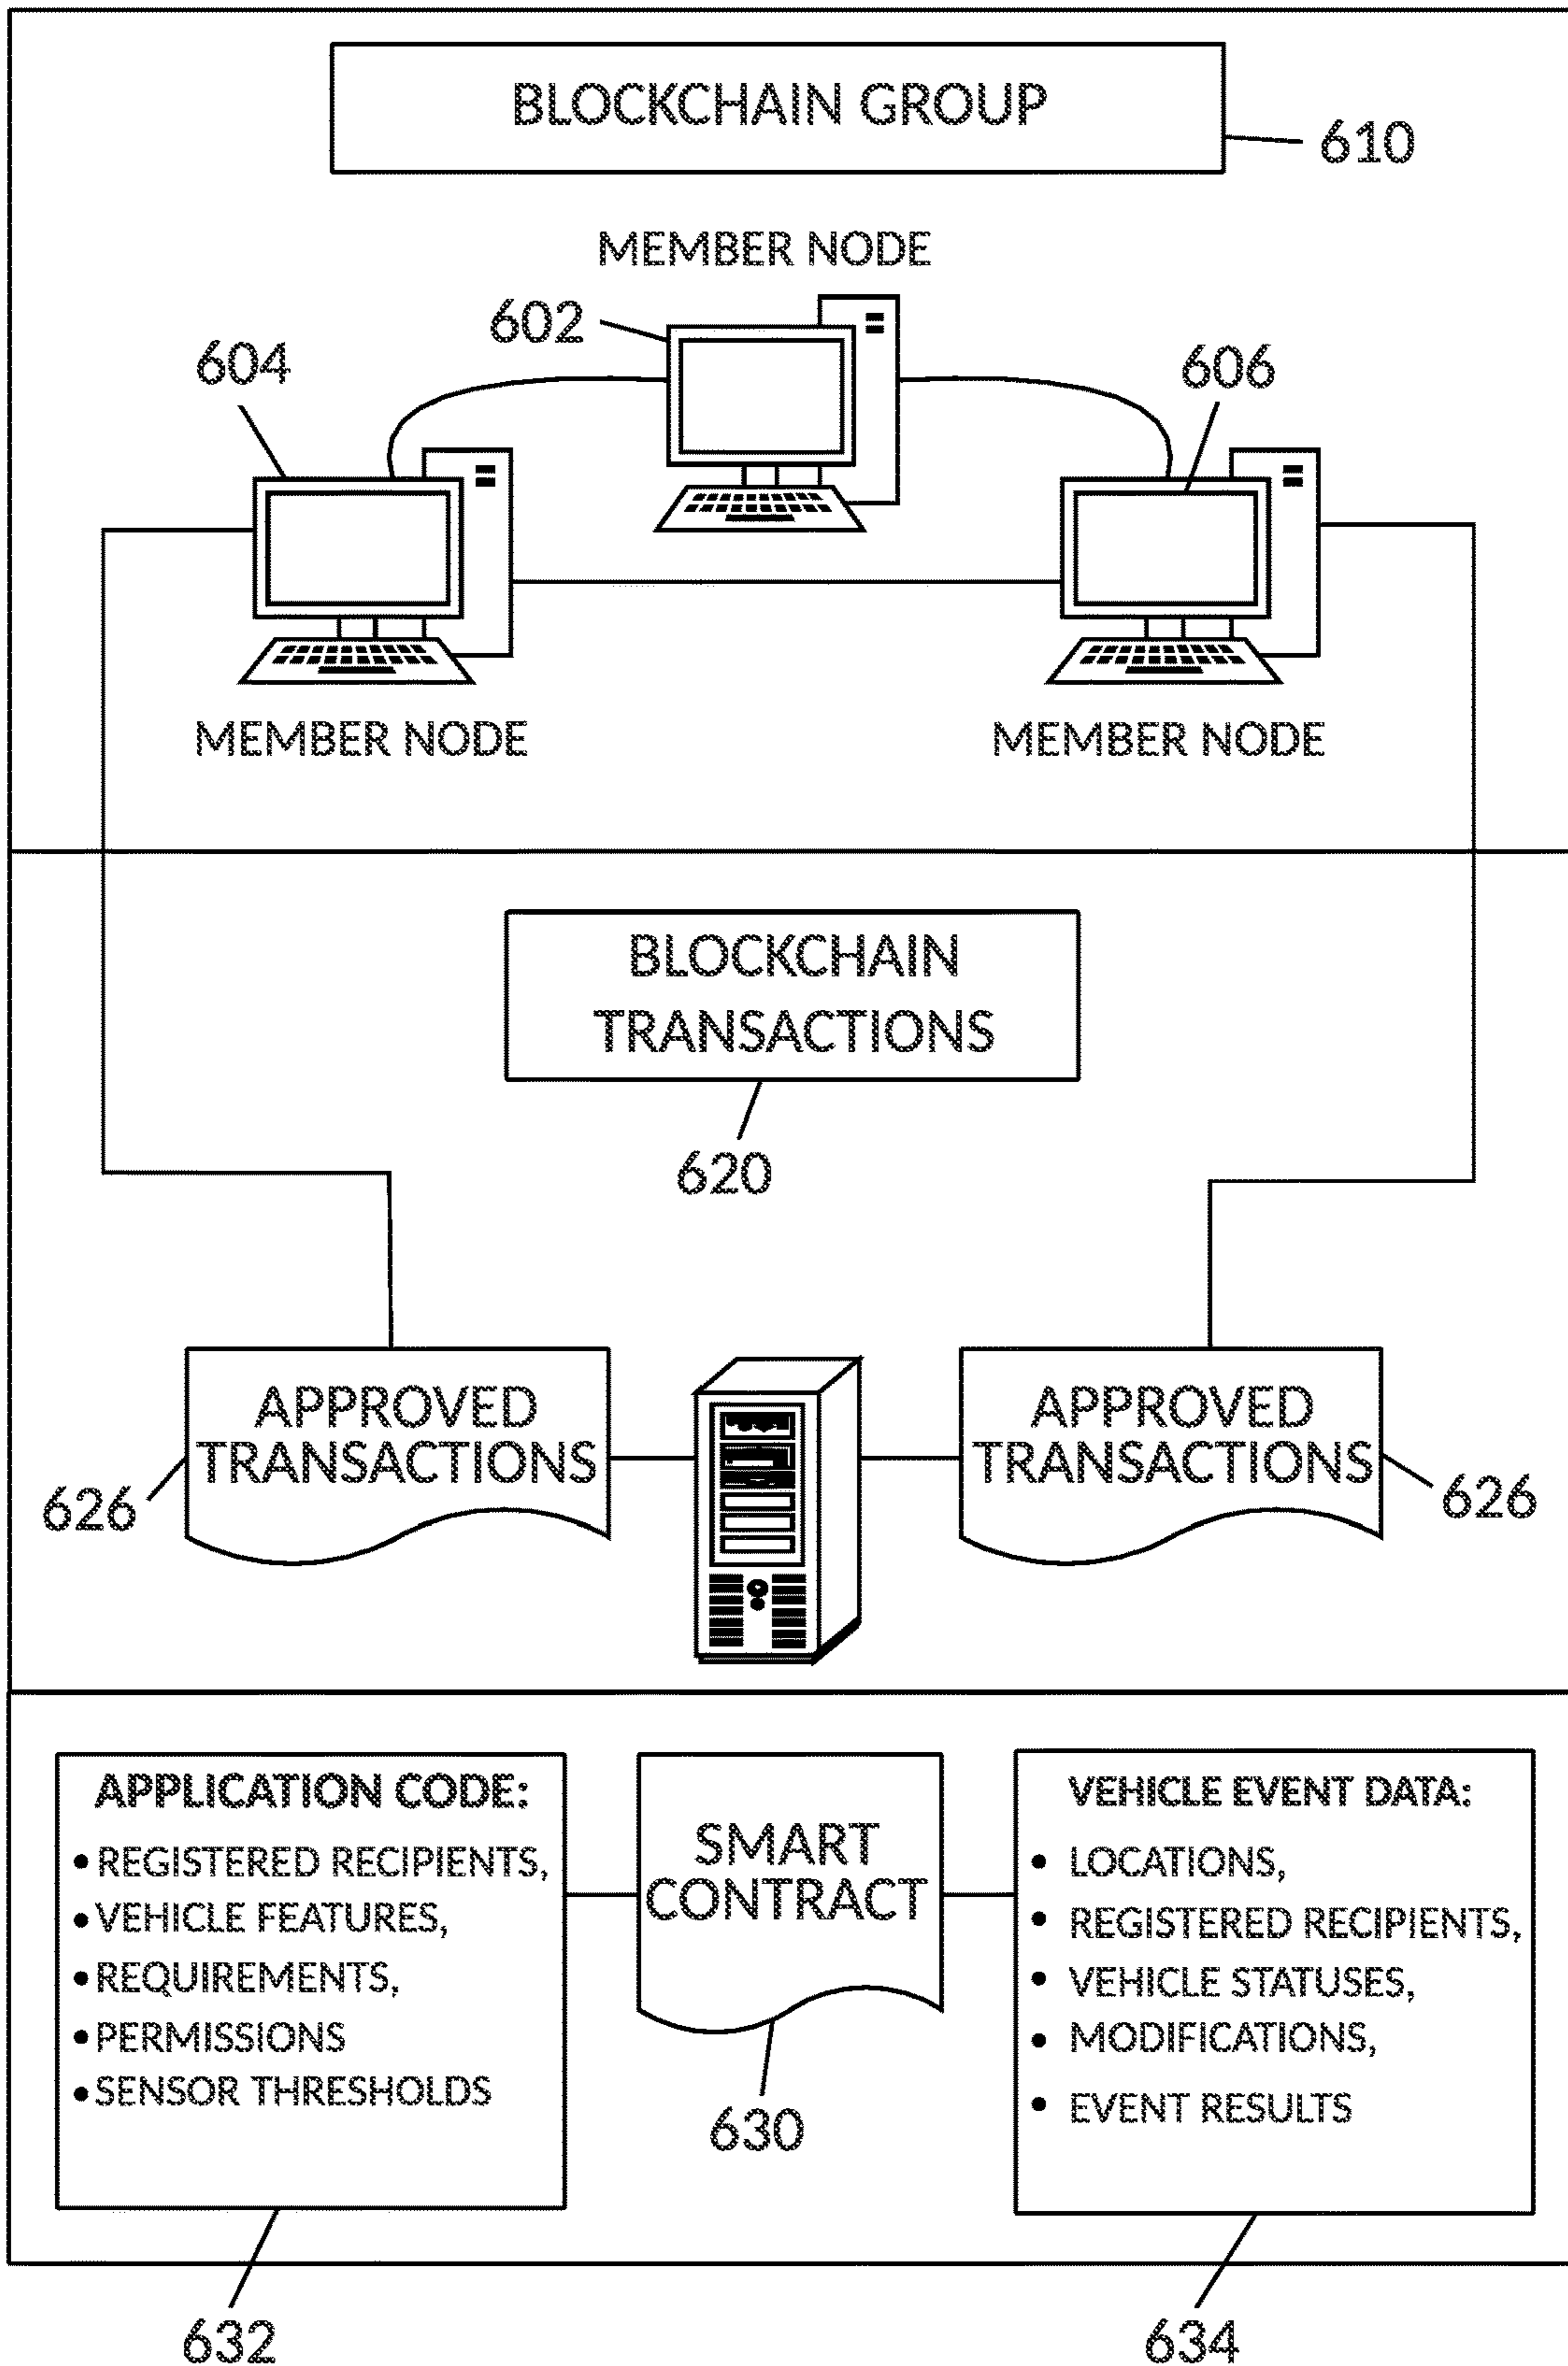 BLOCKCHAIN GROUP
610
MEMBER NODE
602
604
606
MEMBER NODE
MEMBER NODE
BLOCKCHAIN
TRANSACTIONS
620
APPROVED
TRANSACTIONS
626
APPROVED
TRANSACTIONS
626
APPLICATION CODE:
• REGISTERED RECIPIENTS,
• VEHICLE FEATURES,
• REQUIREMENTS,
• PERMISSIONS
• SENSOR THRESHOLDS
632
SMART
CONTRACT
630
VEHICLE EVENT DATA:
• LOCATIONS,
• REGISTERED RECIPIENTS,
• VEHICLE STATUSES,
• MODIFICATIONS,
• EVENT RESULTS
634